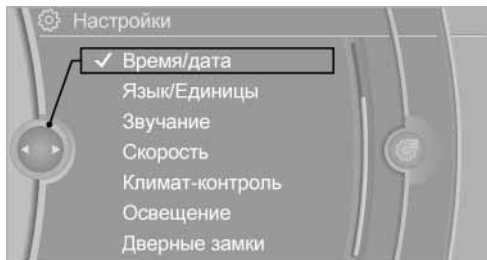 Настройки
Время/дата
Язык/Единицы
Звучание
Скорость
Климат-контроль
Освещение
Дверные замки